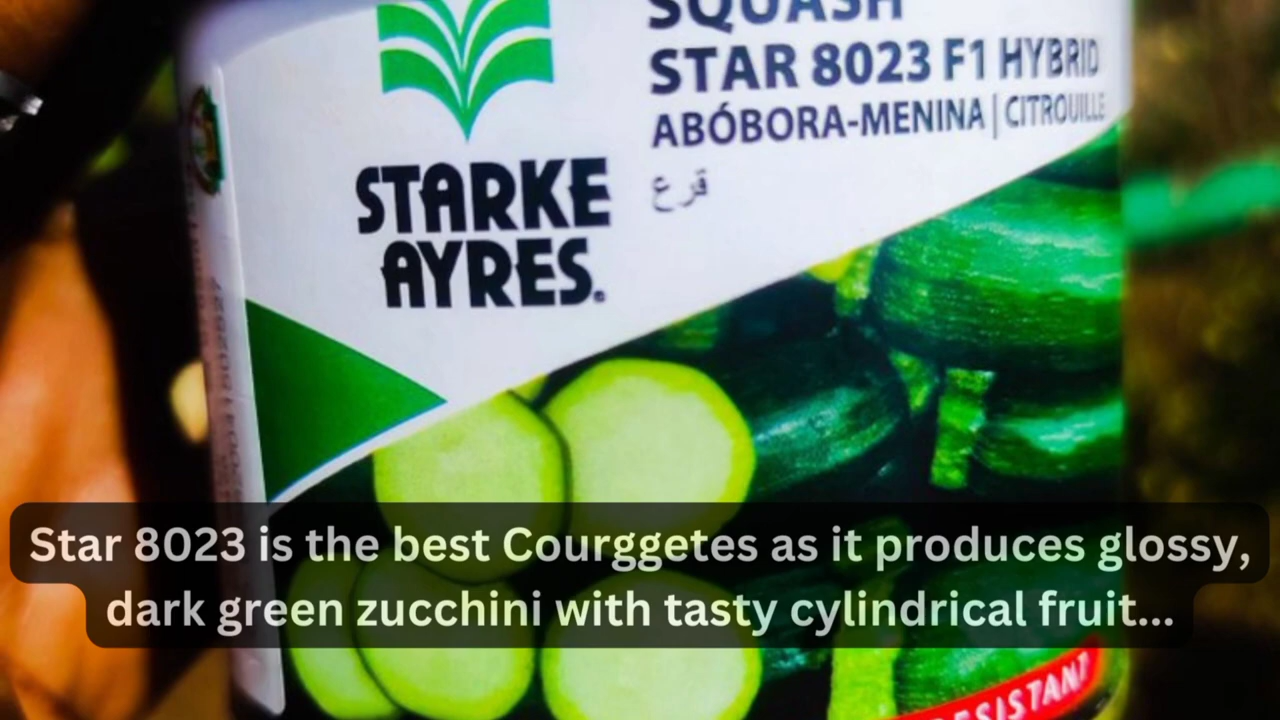 SQUASH
STAR 8023 F1 HYBRID
ABÓBORA-MENINA | CITROUILLE
قرع
STARKE
AYRES.
Star 8023 is the best Courggetes as it produces glossy,
dark green zucchini with tasty cylindrical fruit...
RESISTANT